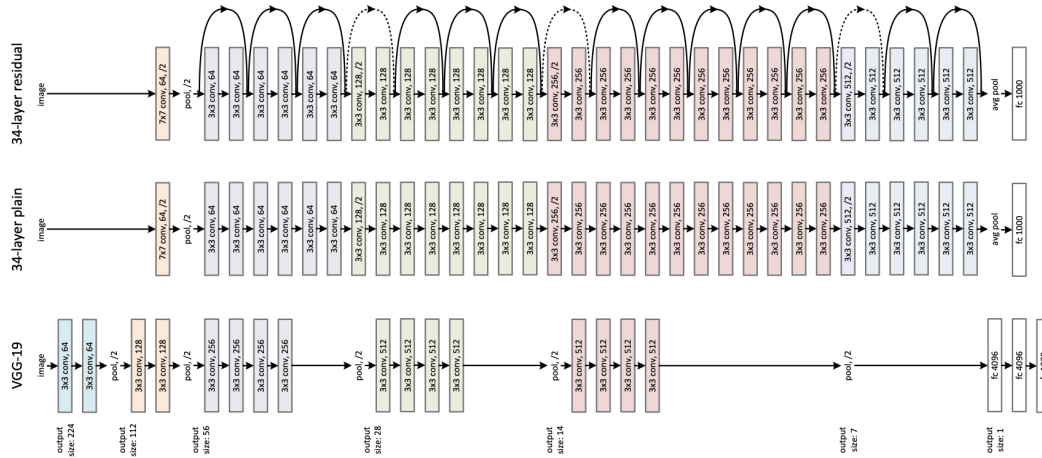 VGG-19
image
3x3 conv, 64
3x3 conv, 64
pool, /2
3x3 conv, 128
3x3 conv, 128
pool, /2
3x3 conv, 256
3x3 conv, 256
3x3 conv, 256
3x3 conv, 256
pool, /2
3x3 conv, 512
3x3 conv, 512
3x3 conv, 512
3x3 conv, 512
pool, /2
3x3 conv, 512
3x3 conv, 512
3x3 conv, 512
3x3 conv, 512
pool, /2
fc 4096
fc 4096
output
size: 224
output
size: 112
output
size: 56
output
size: 28
output
size: 14
output
size: 7
output
size: 1
34-layer plain
image
7x7 conv, 64, /2
pool, /2
3x3 conv, 64
3x3 conv, 64
3x3 conv, 64
3x3 conv, 64
3x3 conv, 64
3x3 conv, 64
3x3 conv, 128, /2
3x3 conv, 128
3x3 conv, 128
3x3 conv, 128
3x3 conv, 128
3x3 conv, 128
3x3 conv, 128
3x3 conv, 128
3x3 conv, 256, /2
3x3 conv, 256
3x3 conv, 256
3x3 conv, 256
3x3 conv, 256
3x3 conv, 256
3x3 conv, 256
3x3 conv, 256
3x3 conv, 256
3x3 conv, 256
3x3 conv, 256
3x3 conv, 256
3x3 conv, 512, /2
3x3 conv, 512
3x3 conv, 512
3x3 conv, 512
3x3 conv, 512
3x3 conv, 512
avg pool
fc 1000
34-layer residual
image
7x7 conv, 64, /2
pool, /2
3x3 conv, 64
3x3 conv, 64
3x3 conv, 64
3x3 conv, 64
3x3 conv, 64
3x3 conv, 64
3x3 conv, 128, /2
3x3 conv, 128
3x3 conv, 128
3x3 conv, 128
3x3 conv, 128
3x3 conv, 128
3x3 conv, 128
3x3 conv, 128
3x3 conv, 256, /2
3x3 conv, 256
3x3 conv, 256
3x3 conv, 256
3x3 conv, 256
3x3 conv, 256
3x3 conv, 256
3x3 conv, 256
3x3 conv, 256
3x3 conv, 256
3x3 conv, 256
3x3 conv, 256
3x3 conv, 512, /2
3x3 conv, 512
3x3 conv, 512
3x3 conv, 512
3x3 conv, 512
3x3 conv, 512
avg pool
fc 1000